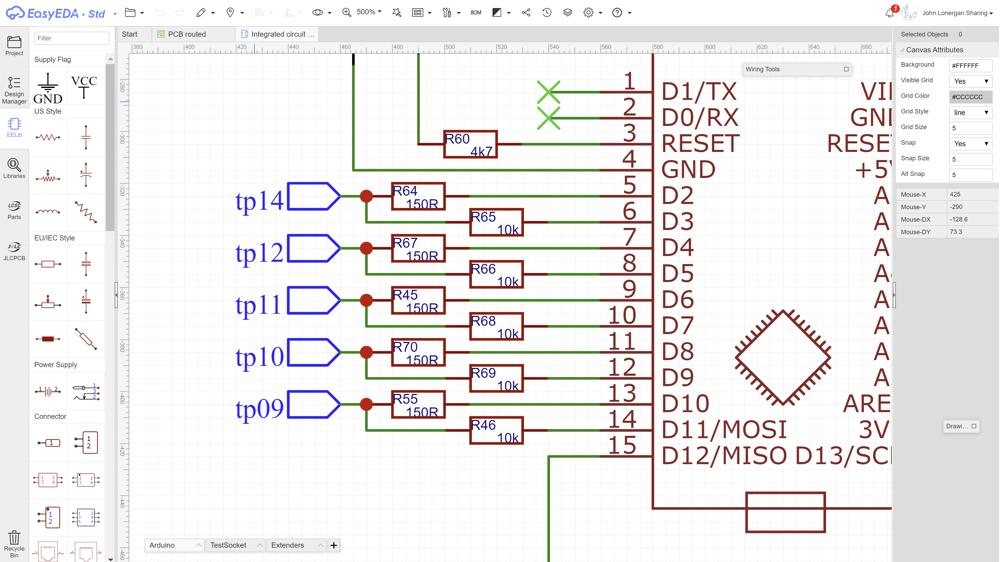 EasyEDA · Std
500%
BOM
1
John.Lonergan.Sharing
Project
Design
Manager
EELib
Libraries
LCSC
Parts
J@LC
JLCPCB
Recycle
Bin
Filter
Supply Flag
GND
VCC
US Style
EU/IEC Style
Power Supply
1 2
1
3
2
Connector
1
1
2
1 2
3 4
1 2
3 4
1
2
1 2
3 4
5 6
5 6
9 9
Start
PCB routed
Integrated circuit …
380 400 420 440 460 480 500 520 540 560 580 600 620 640 660
-280
-300
-320
-340
-360
-380
-400
-420
-440
-460
Wiring Tools
1
D1/TX
2
D0/RX
GN
R60
4k7
3
RESET
RESE
4
GND
+5
tp14
R64
150R
5
D2
A
R65
10k
6
D3
A
tp12
R67
150R
7
D4
A
R66
10k
8
D5
A
tp11
R45
150R
9
D6
A
R68
10k
10
D7
A
tp10
R70
150R
11
D8
A
R69
10k
12
D9
A
tp09
R55
150R
13
D10
ARE
R46
10k
14
D11/MOSI
3V
15
D12/MISO
D13/SC
Arduino
TestSocket
Extenders
+
Selected Objects 0
Canvas Attributes
Background #FFFFFF
Visible Grid Yes
Grid Color #CCCCCC
Grid Style line
Grid Size 5
Snap Yes
Snap Size 5
Alt Snap 5
Mouse-X 425
Mouse-Y -290
Mouse-DX -128.6
Mouse-DY 73.3
Drawi…